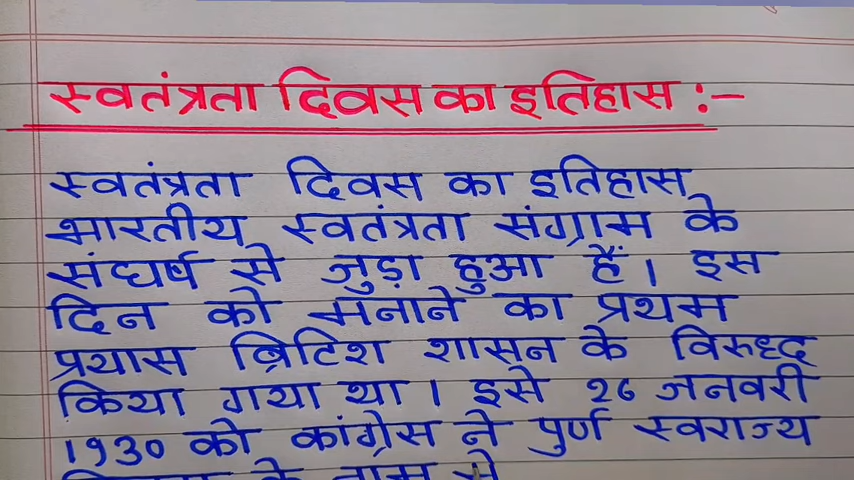 स्वतंत्रता दिवस का इतिहास :-
स्वतंत्रता दिवस का इतिहास
भारतीय स्वतंत्रता संग्राम के
संघर्ष से जुड़ा हुआ हैं। इस
दिन को मनाने का प्रथम
प्रयास ब्रिटिश शासन के विरुध्द
किया गया था। इसे 26 जनवरी
1930 को कांग्रेस ने पुर्ण स्वराज्य
के नाम से